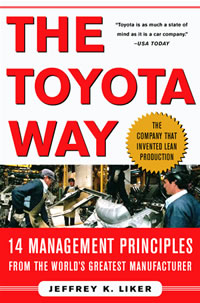 "Toyota is as much a state of
mind as it is a car company."
–USA TODAY
THE
TOYOTA
WAY
THE
COMPANY THAT
INVENTED LEAN
PRODUCTION
14 MANAGEMENT PRINCIPLES
FROM THE WORLD'S GREATEST MANUFACTURER
JEFFREY K. LIKER